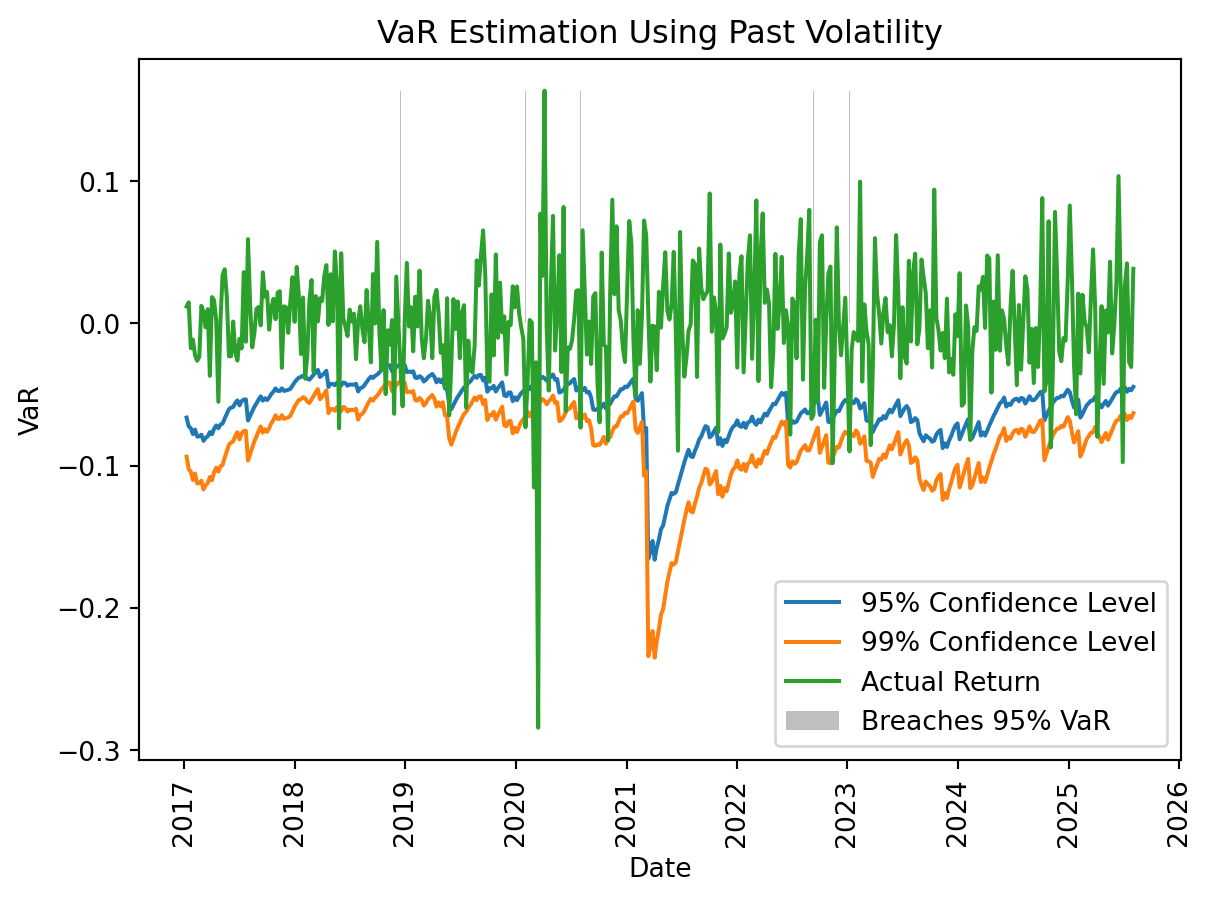 VaR Estimation Using Past Volatility
VaR
0.1
0.0
−0.1
−0.2
−0.3
95% Confidence Level
99% Confidence Level
Actual Return
Breaches 95% VaR
2017
2018
2019
2020
2021
2022
2023
2024
2025
2026
Date